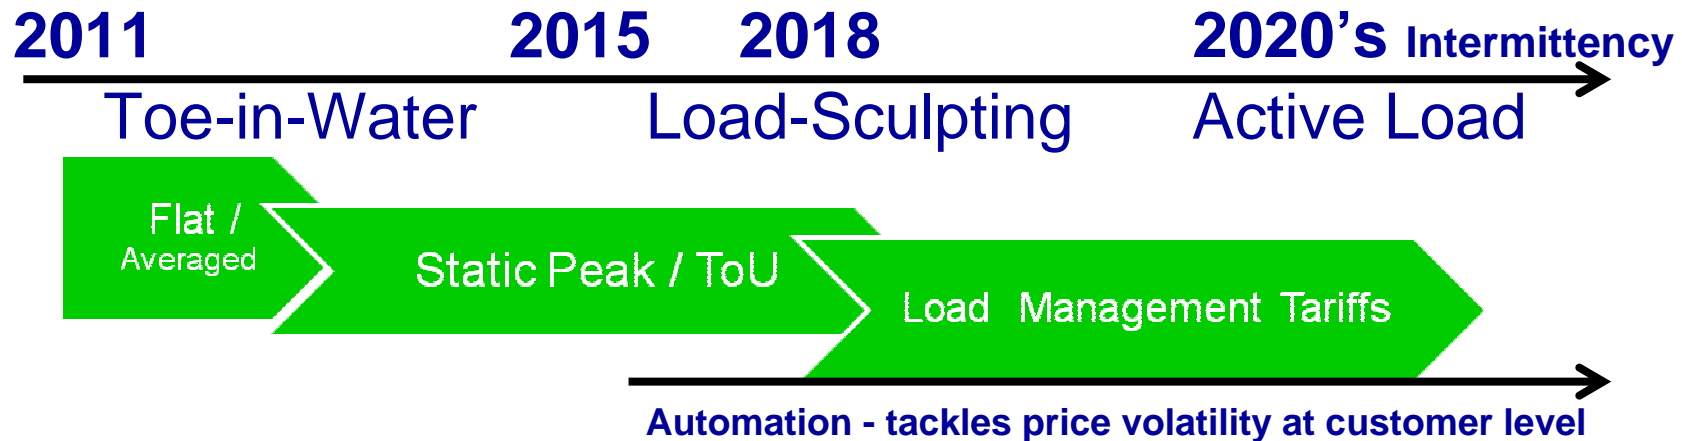 2011 2015 2018 2020’s Intermittency
Toe-in-Water Load-Sculpting Active Load
Flat /
Averaged
Static Peak / ToU
Load Management Tariffs
Automation - tackles price volatility at customer level